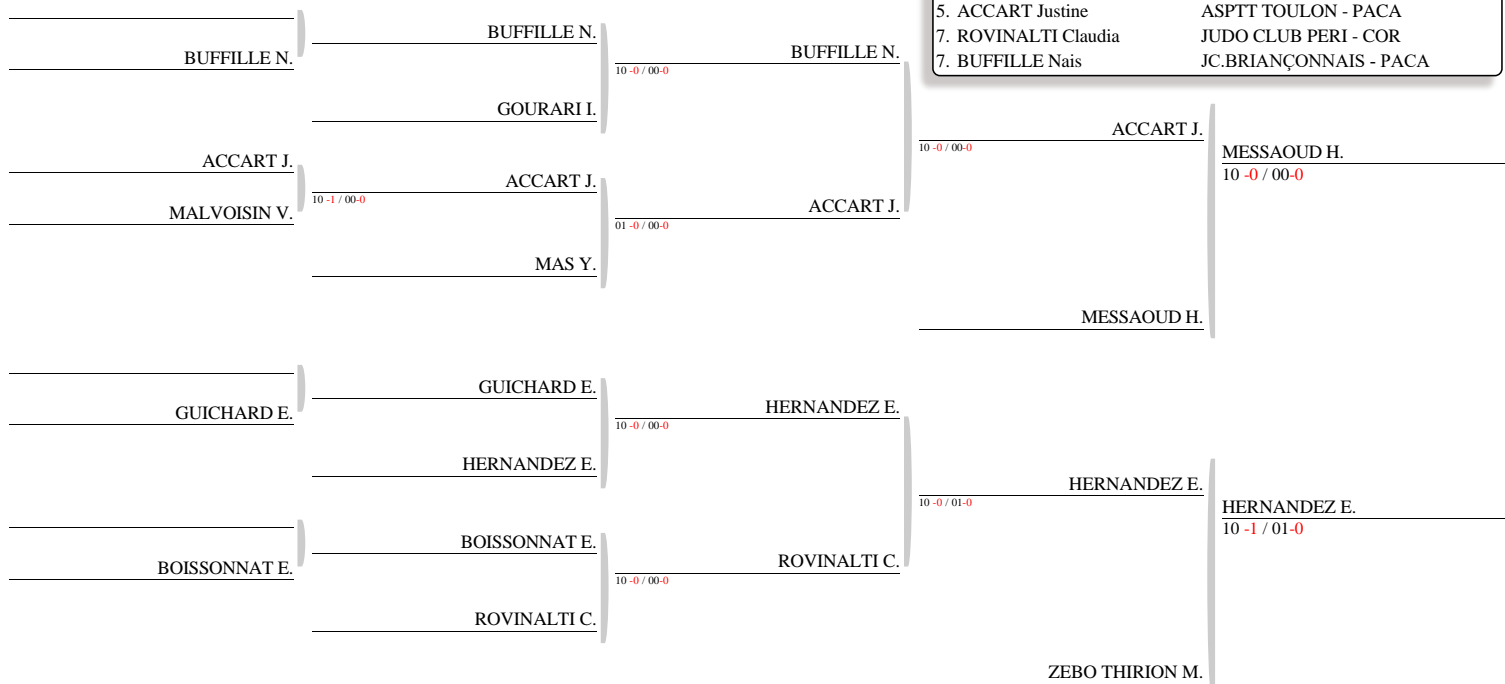 5. ACCART Justine ASPTT TOULON - PACA
7. ROVINALTI Claudia JUDO CLUB PERI - COR
7. BUFFILLE Nais JC.BRIANÇONNAIS - PACA
BUFFILLE N.
ACCART J.
MALVOISIN V.
GUICHARD E.
BOISSONNAT E.
BUFFILLE N.
GOURARI I.
ACCART J.
10 -1 / 00-0
MAS Y.
GUICHARD E.
HERNANDEZ E.
BOISSONNAT E.
ROVINALTI C.
BUFFILLE N.
10 -0 / 00-0
ACCART J.
01 -0 / 00-0
HERNANDEZ E.
10 -0 / 00-0
ROVINALTI C.
10 -0 / 00-0
ACCART J.
10 -0 / 00-0
MESSAOUD H.
HERNANDEZ E.
10 -0 / 01-0
ZEBO THIRION M.
MESSAOUD H.
10 -0 / 00-0
HERNANDEZ E.
10 -1 / 01-0